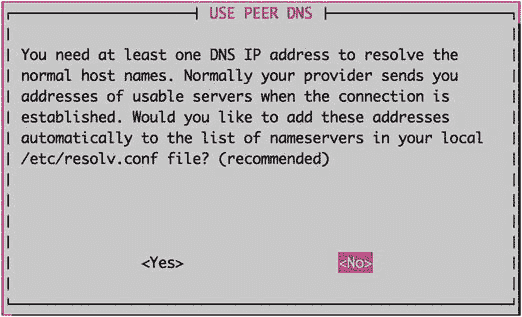 USE PEER DNS
You need at least one DNS IP address to resolve the
normal host names. Normally your provider sends you
addresses of usable servers when the connection is
established. Would you like to add these addresses
automatically to the list of nameservers in your local
/etc/resolv.conf file? (recommended)
<Yes> <No>